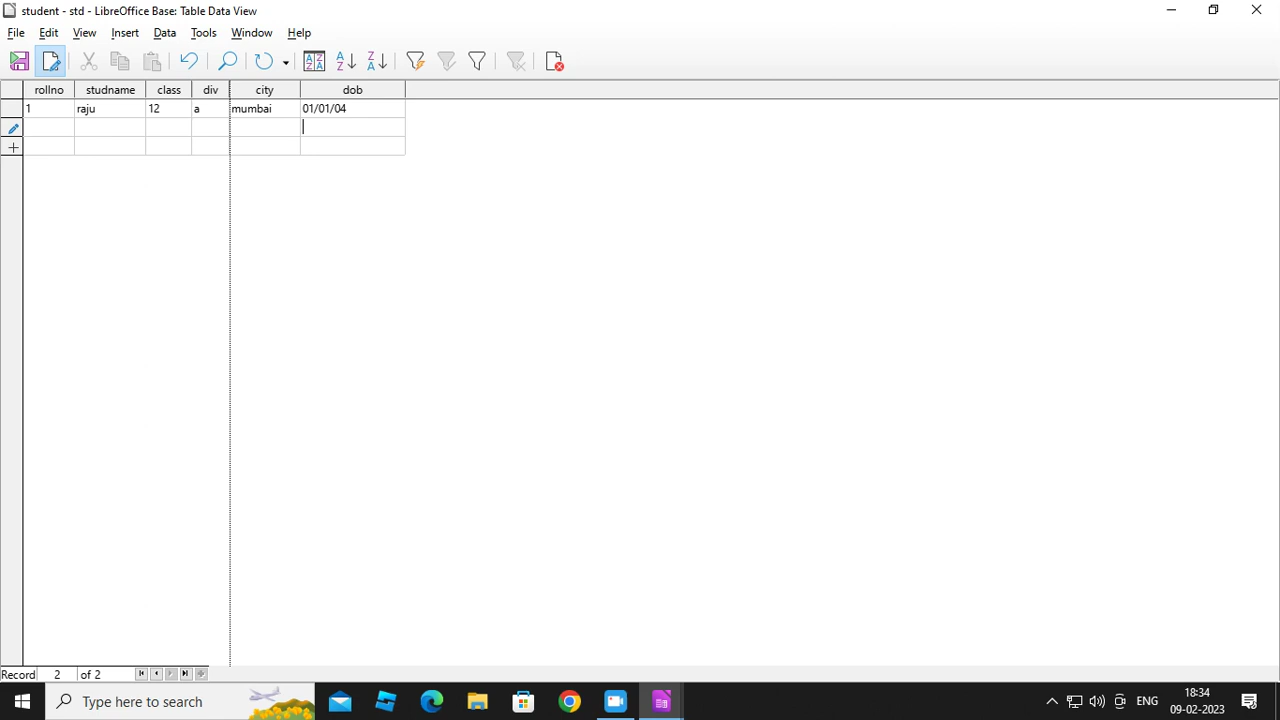 student - std - LibreOffice Base: Table Data View
File Edit View Insert Data Tools Window Help
rollno studname class div city dob
1 raju 12 a mumbai 01/01/04
Record 2 of 2
Type here to search
ENG
18:34
09-02-2023